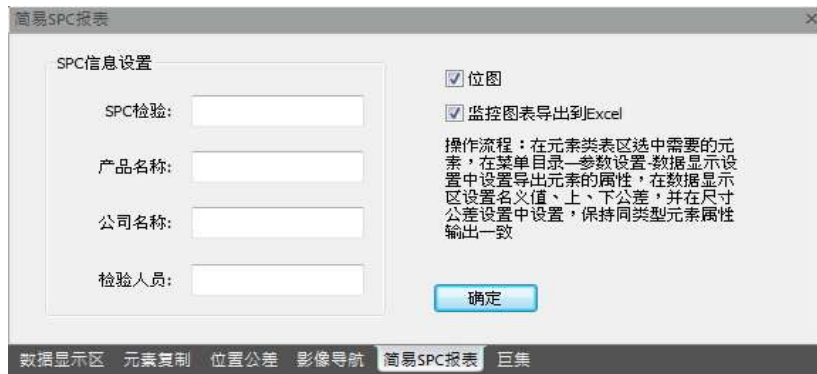 简易SPC报表
SPC信息设置
SPC检验:
产品名称:
公司名称:
检验人员:
位图
监控图表导出到Excel
操作流程：在元素类表区选中需要的元
素，在菜单目录—参数设置-数据显示设
置中设置导出元素的属性，在数据显示
区设置名义值、上、下公差，并在尺寸
公差设置中设置，保持同类型元素属性
输出一致
确定
数据显示区 元素复制 位置公差 影像导航 简易SPC报表 巨集